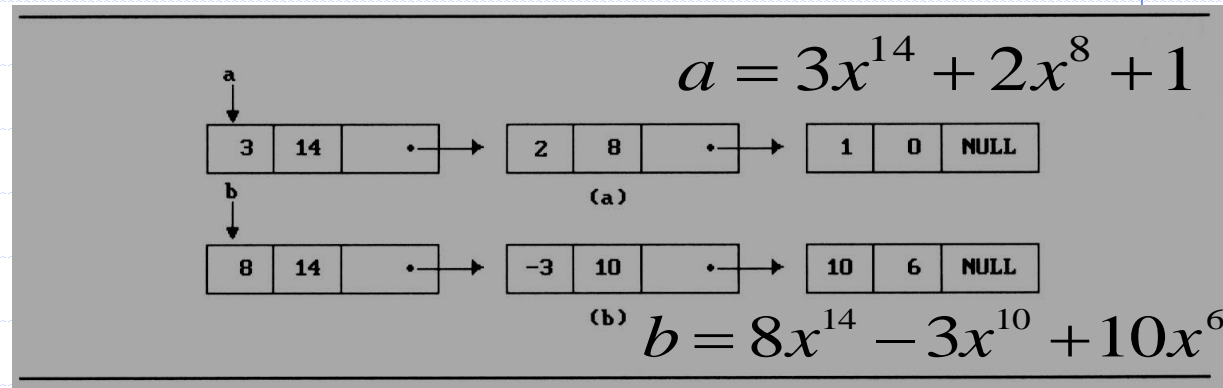 a = 3x^14 + 2x^8 + 1
a
3 14 2 8 1 0 NULL
(a)
b
8 14 -3 10 10 6 NULL
(b)
b = 8x^14 − 3x^10 + 10x^6